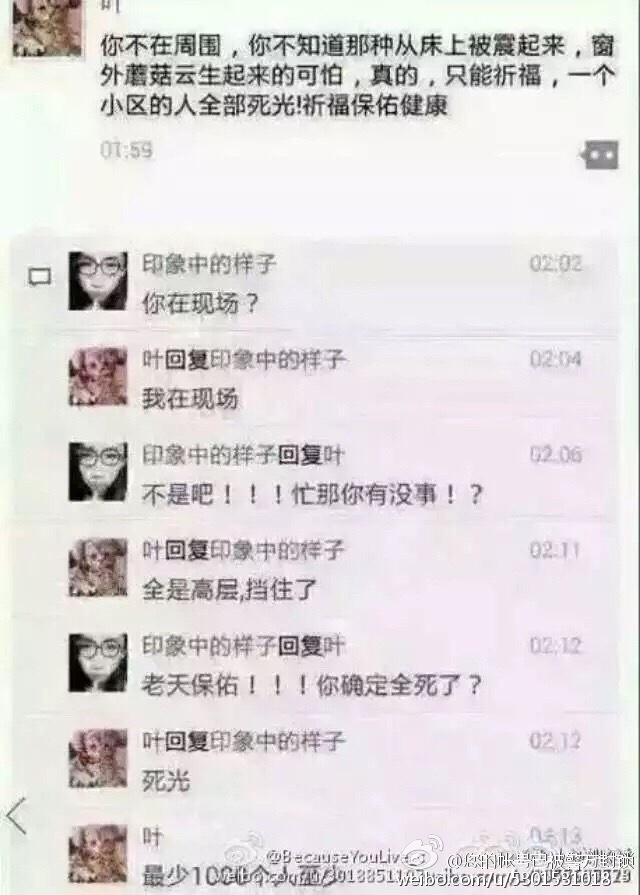 叶
你不在周围，你不知道那种从床上被震起来，窗
外蘑菇云生起来的可怕，真的，只能祈福，一个
小区的人全部死光!祈福保佑健康
01:59
印象中的样子 02:02
你在现场？
叶回复印象中的样子 02:04
我在现场
印象中的样子回复叶 02:06
不是吧！！！忙那你有没事！？
叶回复印象中的样子 02:11
全是高层,挡住了
印象中的样子回复叶 02:12
老天保佑！！！你确定全死了？
叶回复印象中的样子 02:12
死光
叶 02:13
最少1000个
@BecauseYouLive
weibo.com/u/5301531018